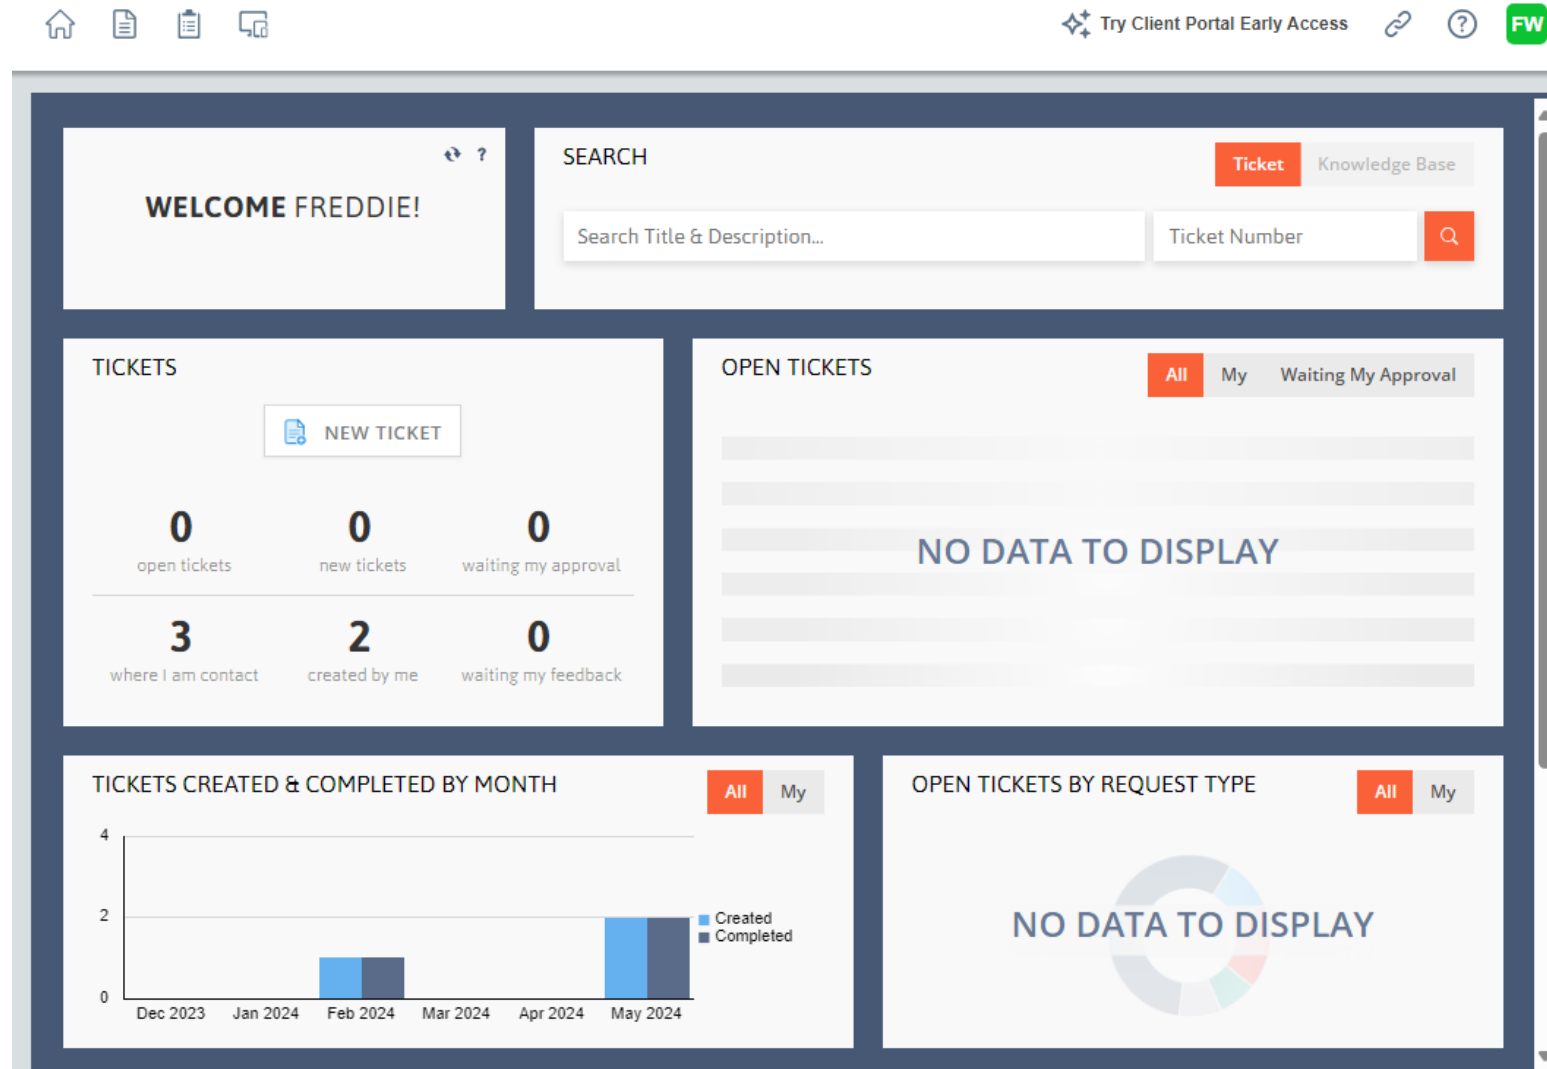 Try Client Portal Early Access
?
FW
?
WELCOME FREDDIE!
SEARCH
Ticket
Knowledge Base
Search Title & Description...
Ticket Number
TICKETS
NEW TICKET
0 0 0
open tickets new tickets waiting my approval
3 2 0
where I am contact created by me waiting my feedback
OPEN TICKETS
All My Waiting My Approval
NO DATA TO DISPLAY
TICKETS CREATED & COMPLETED BY MONTH
All My
4
2
0
Dec 2023 Jan 2024 Feb 2024 Mar 2024 Apr 2024 May 2024
Created
Completed
OPEN TICKETS BY REQUEST TYPE
All My
NO DATA TO DISPLAY